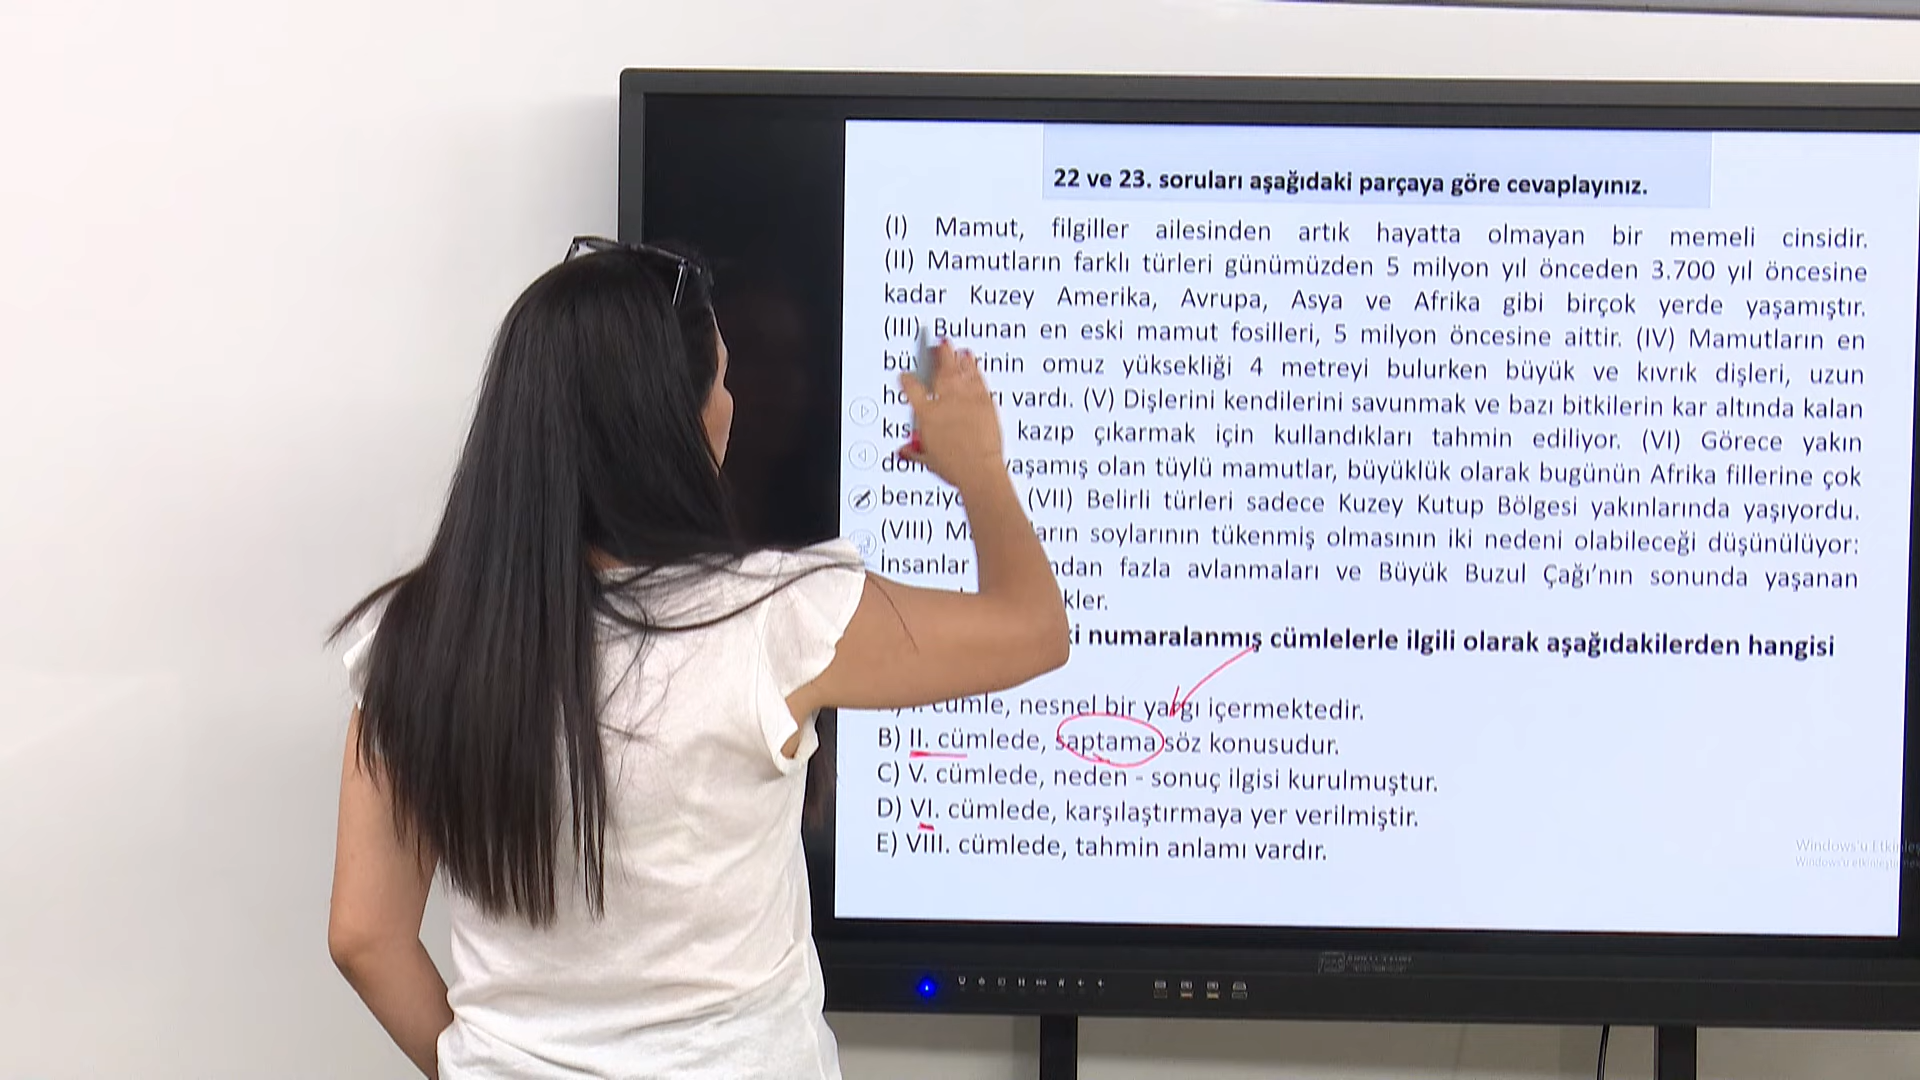 22 ve 23. soruları aşağıdaki parçaya göre cevaplayınız.
(I) Mamut, filgiller ailesinden artık hayatta olmayan bir memeli cinsidir.
(II) Mamutların farklı türleri günümüzden 5 milyon yıl önceden 3.700 yıl öncesine
kadar Kuzey Amerika, Avrupa, Asya ve Afrika gibi birçok yerde yaşamıştır.
(III) Bulunan en eski mamut fosilleri, 5 milyon öncesine aittir. (IV) Mamutların en
omuz yüksekliği 4 metreyi bulurken büyük ve kıvrık dişleri, uzun
vardı. (V) Dişlerini kendilerini savunmak ve bazı bitkilerin kar altında kalan
kazıp çıkarmak için kullandıkları tahmin ediliyor. (VI) Görece yakın
yaşamış olan tüylü mamutlar, büyüklük olarak bugünün Afrika fillerine çok
(VII) Belirli türleri sadece Kuzey Kutup Bölgesi yakınlarında yaşıyordu.
(VIII) soylarının tükenmiş olmasının iki nedeni olabileceği düşünülüyor:
İnsanlar fazla avlanmaları ve Büyük Buzul Çağı’nın sonunda yaşanan
numaralanmış cümlelerle ilgili olarak aşağıdakilerden hangisi
cümle, nesnel bir yargı içermektedir.
B) II. cümlede, saptama söz konusudur.
C) V. cümlede, neden - sonuç ilgisi kurulmuştur.
D) VI. cümlede, karşılaştırmaya yer verilmiştir.
E) VIII. cümlede, tahmin anlamı vardır.